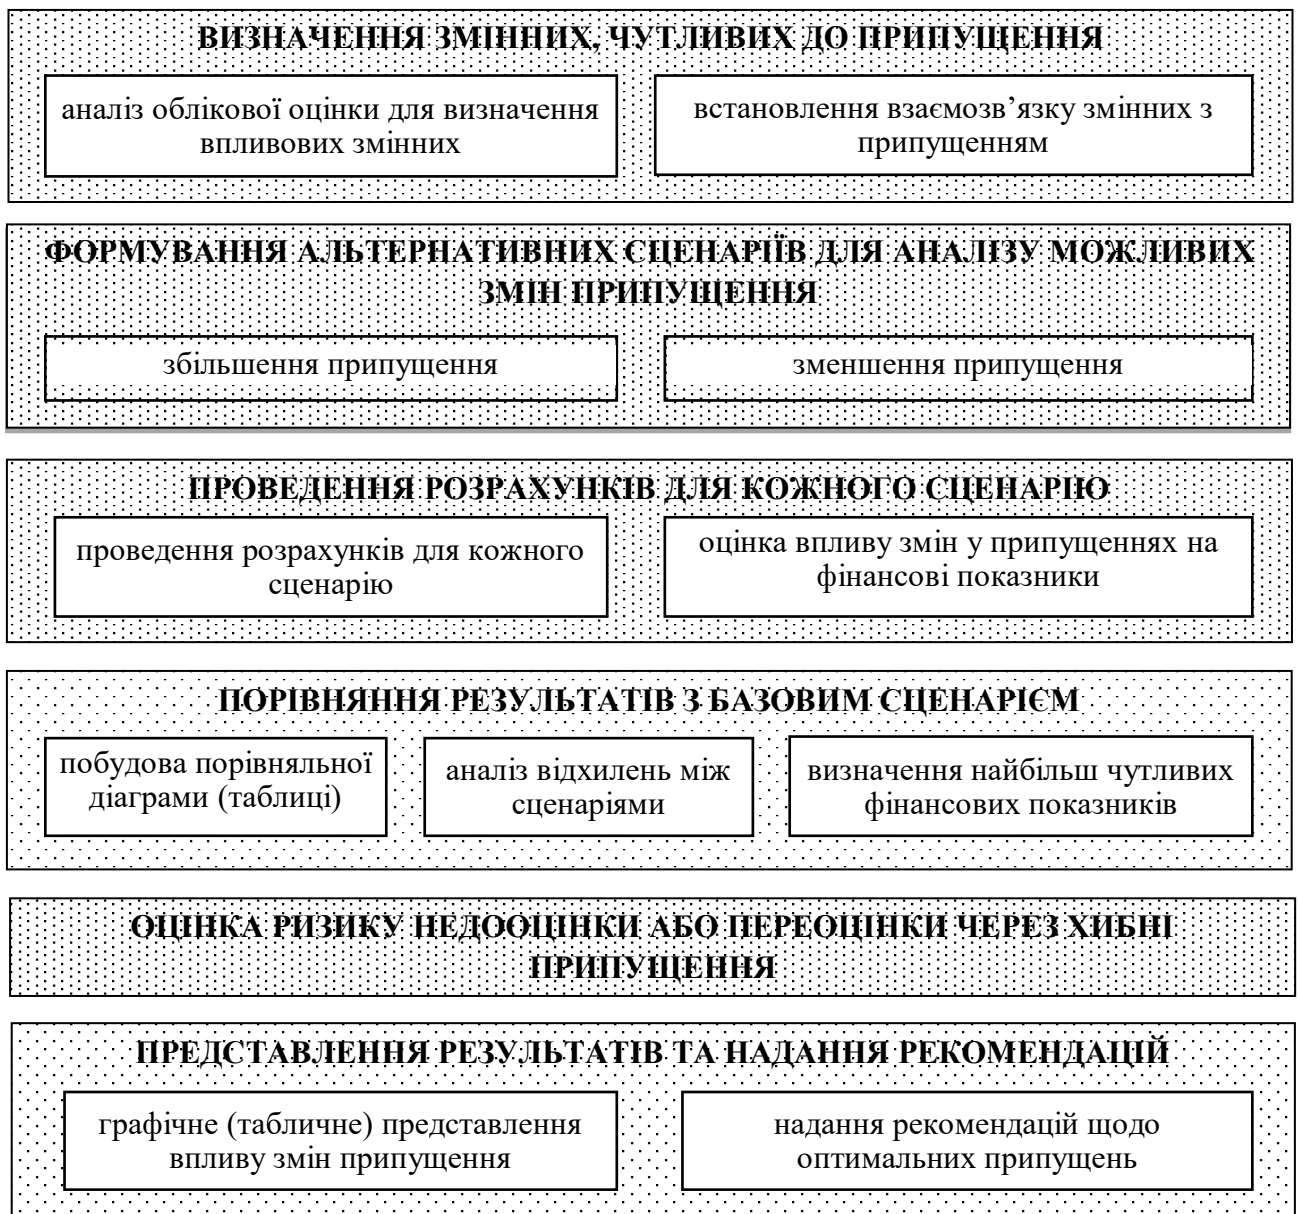 ВИЗНАЧЕННЯ ЗМІННИХ, ЧУТЛИВИХ ДО ПРИПУЩЕННЯ
аналіз облікової оцінки для визначення
впливових змінних
встановлення взаємозв’язку змінних з
припущенням
ФОРМУВАННЯ АЛЬТЕРНАТИВНИХ СЦЕНАРІЇВ ДЛЯ АНАЛІЗУ МОЖЛИВИХ
ЗМІН ПРИПУЩЕННЯ
збільшення припущення
зменшення припущення
ПРОВЕДЕННЯ РОЗРАХУНКІВ ДЛЯ КОЖНОГО СЦЕНАРІЮ
проведення розрахунків для кожного
сценарію
оцінка впливу змін у припущеннях на
фінансові показники
ПОРІВНЯННЯ РЕЗУЛЬТАТІВ З БАЗОВИМ СЦЕНАРІЄМ
побудова порівняльної
діаграми (таблиці)
аналіз відхилень між
сценаріями
визначення найбільш чутливих
фінансових показників
ОЦІНКА РИЗИКУ НЕДООЦІНКИ АБО ПЕРЕОЦІНКИ ЧЕРЕЗ ХИБНІ
ПРИПУЩЕННЯ
ПРЕДСТАВЛЕННЯ РЕЗУЛЬТАТІВ ТА НАДАННЯ РЕКОМЕНДАЦІЙ
графічне (табличне) представлення
впливу змін припущення
надання рекомендацій щодо
оптимальних припущень